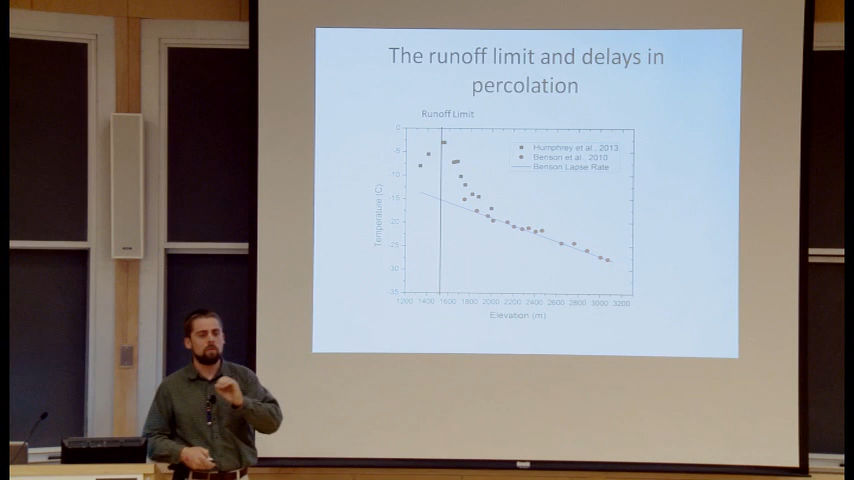 The runoff limit and delays in
percolation
Runoff Limit
Humphrey et al., 2013
Benson et al., 2010
Benson Lapse Rate
Temperature (C)
0
-5
-10
-15
-20
-25
-30
-35
1200 1400 1600 1800 2000 2200 2400 2600 2800 3000 3200
Elevation (m)